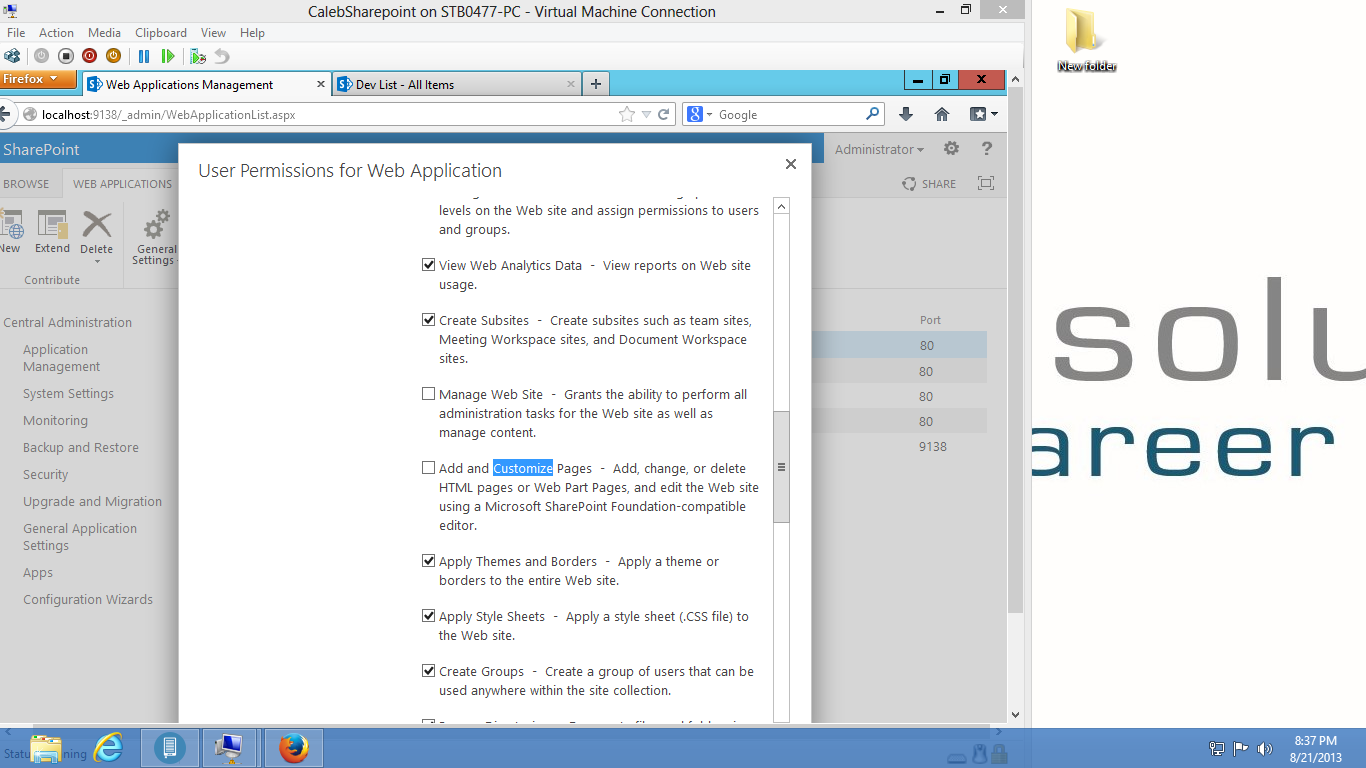 CalebSharepoint on STB0477-PC - Virtual Machine Connection
File Action Media Clipboard View Help
New folder
Firefox
Web Applications Management
Dev List - All Items
localhost:9138/_admin/WebApplicationList.aspx
Google
SharePoint
Administrator
?
BROWSE
WEB APPLICATIONS
SHARE
New
Extend
Delete
General
Settings
Contribute
Central Administration
Application
Management
System Settings
Monitoring
Backup and Restore
Security
Upgrade and Migration
General Application
Settings
Apps
Configuration Wizards
User Permissions for Web Application
levels on the Web site and assign permissions to users
and groups.
View Web Analytics Data - View reports on Web site
usage.
Create Subsites - Create subsites such as team sites,
Meeting Workspace sites, and Document Workspace
sites.
Manage Web Site - Grants the ability to perform all
administration tasks for the Web site as well as
manage content.
Add and Customize Pages - Add, change, or delete
HTML pages or Web Part Pages, and edit the Web site
using a Microsoft SharePoint Foundation-compatible
editor.
Apply Themes and Borders - Apply a theme or
borders to the entire Web site.
Apply Style Sheets - Apply a style sheet (.CSS file) to
the Web site.
Create Groups - Create a group of users that can be
used anywhere within the site collection.
Port
80
80
80
80
9138
solu
areer
8:37 PM
8/21/2013